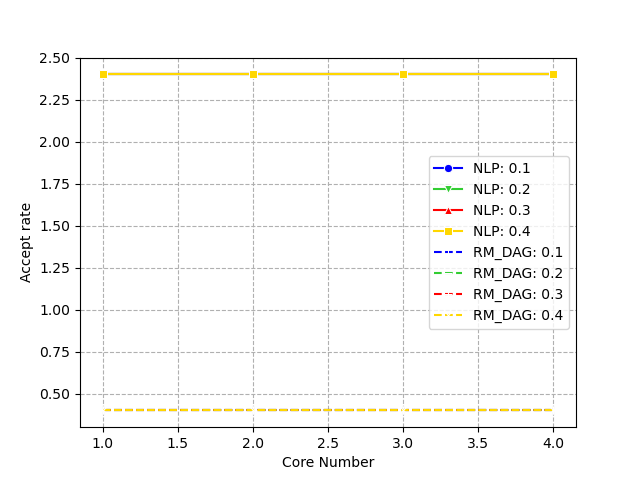 2.50
2.25
2.00
1.75
1.50
1.25
1.00
0.75
0.50
Accept rate
NLP: 0.1
NLP: 0.2
NLP: 0.3
NLP: 0.4
RM_DAG: 0.1
RM_DAG: 0.2
RM_DAG: 0.3
RM_DAG: 0.4
1.0 1.5 2.0 2.5 3.0 3.5 4.0
Core Number